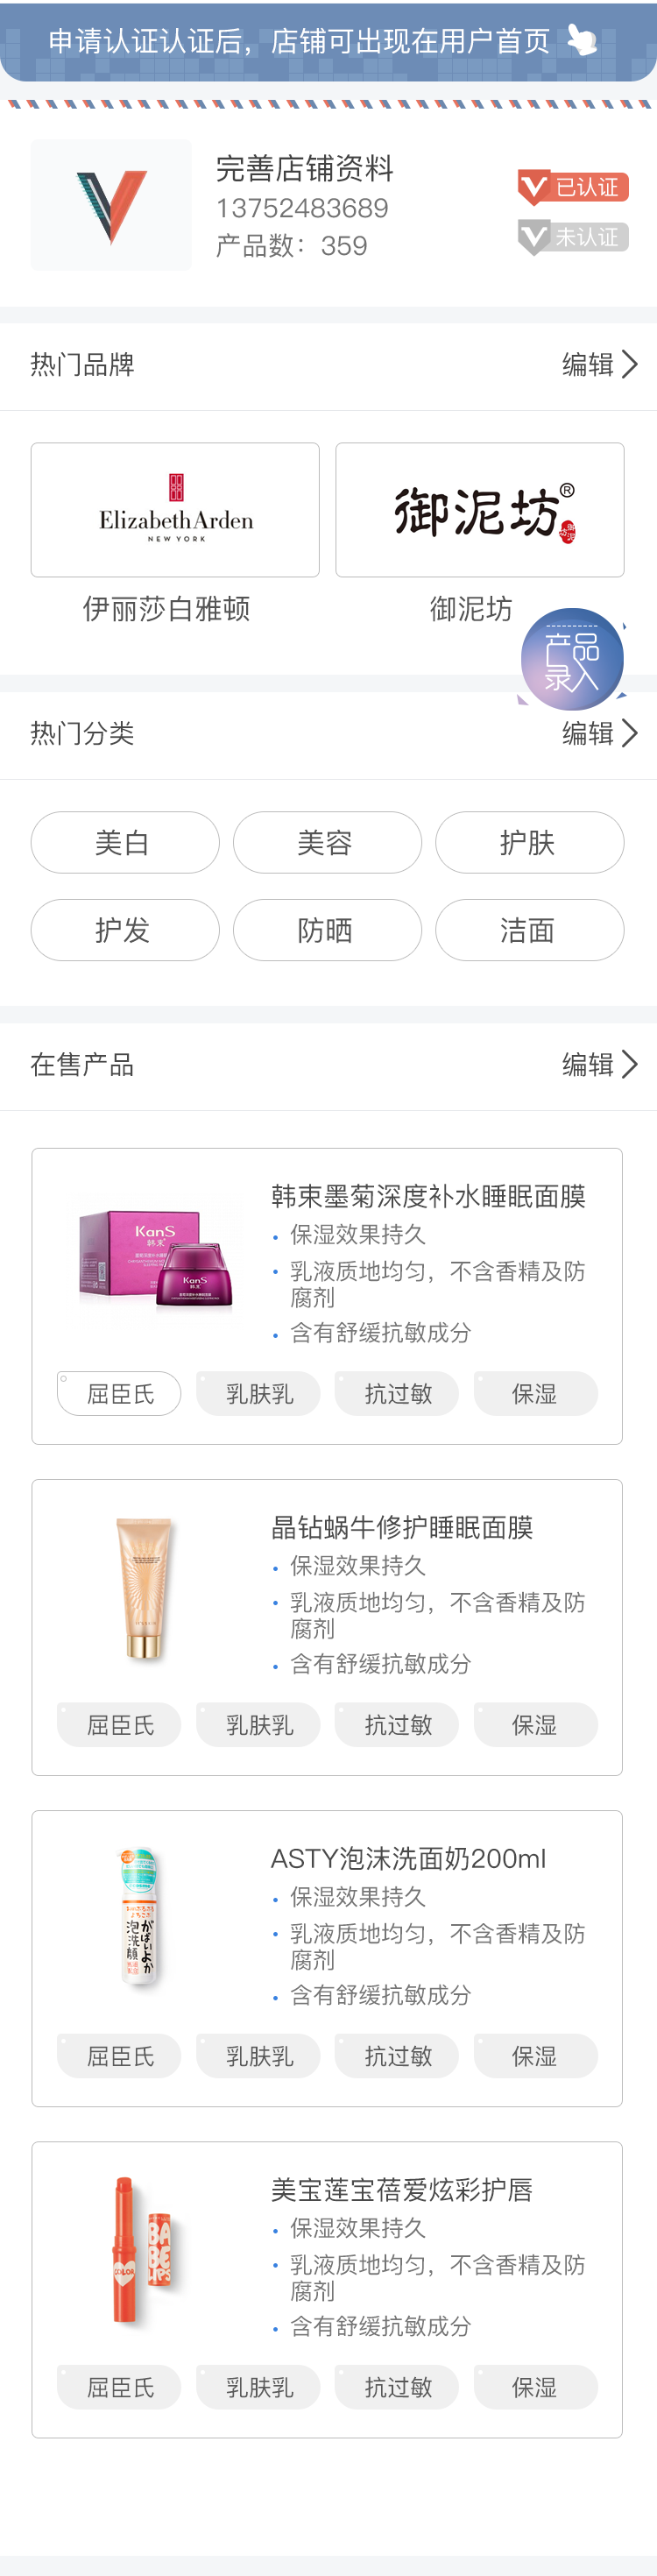 申请认证认证后，店铺可出现在用户首页
完善店铺资料
13752483689
产品数：359
已认证
未认证
热门品牌
编辑
Elizabeth Arden
NEW YORK
御泥坊®
伊丽莎白雅顿
御泥坊
产品
录入
热门分类
编辑
美白
美容
护肤
护发
防晒
洁面
在售产品
编辑
KanS
韩束
KanS
韩束
韩束墨菊深度补水睡眠面膜
保湿效果持久
乳液质地均匀，不含香精及防
腐剂
含有舒缓抗敏成分
屈臣氏
乳肤乳
抗过敏
保湿
晶钻蜗牛修护睡眠面膜
保湿效果持久
乳液质地均匀，不含香精及防
腐剂
含有舒缓抗敏成分
屈臣氏
乳肤乳
抗过敏
保湿
がばいよか
泡洗顔
ASTY泡沫洗面奶200ml
保湿效果持久
乳液质地均匀，不含香精及防
腐剂
含有舒缓抗敏成分
屈臣氏
乳肤乳
抗过敏
保湿
BA
BE
LIPS
COLOR
美宝莲宝蓓爱炫彩护唇
保湿效果持久
乳液质地均匀，不含香精及防
腐剂
含有舒缓抗敏成分
屈臣氏
乳肤乳
抗过敏
保湿